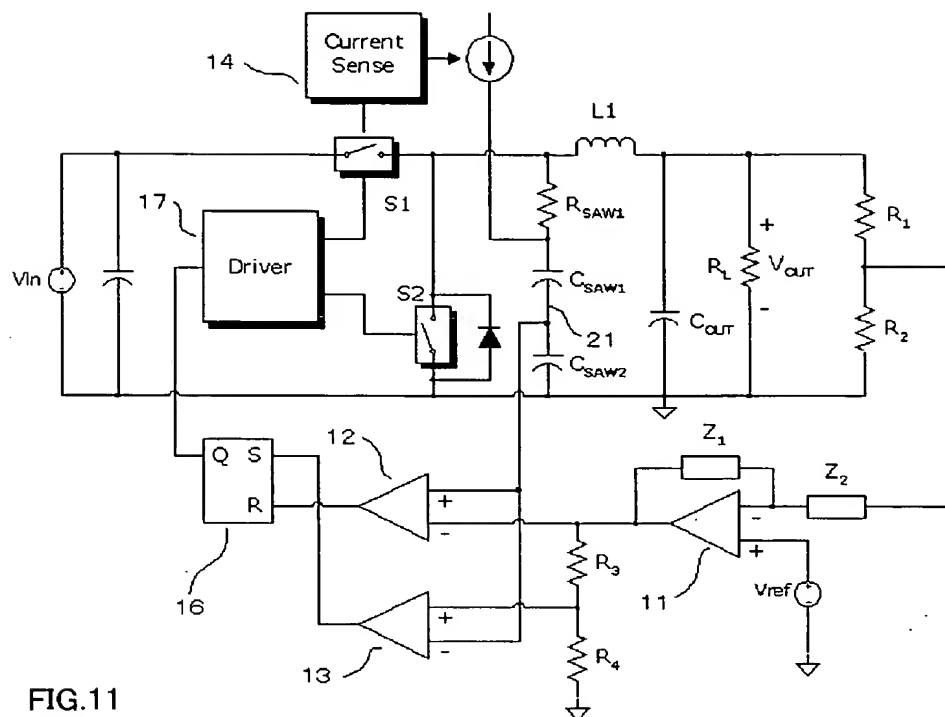 Current
Sense
14
L1
S1
17
Driver
VIn
S2
RSAW1
CSAW1
21
CSAW2
COUT
RL
+
VOUT
-
R1
R2
Q S
R
16
12
+
-
13
+
-
R3
R4
Z1
Z2
-
+
11
Vref
FIG.11